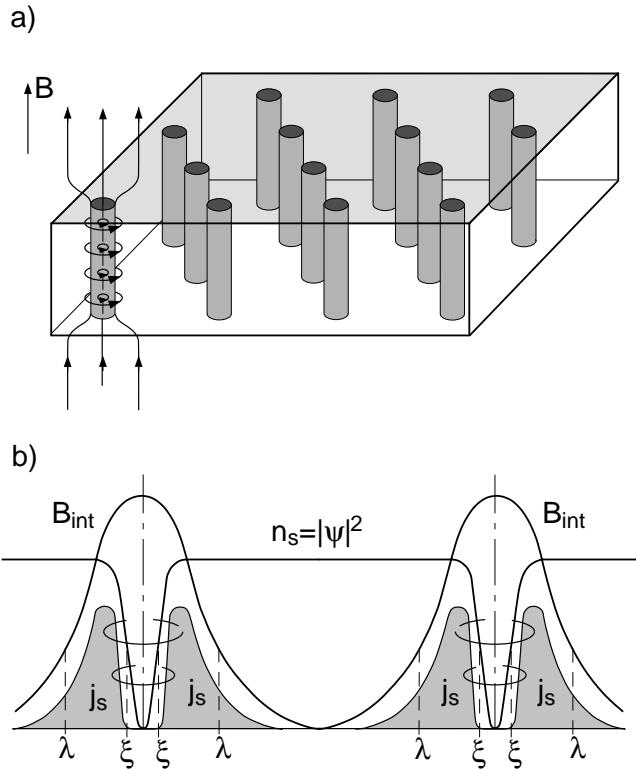 a)
B
b)
B_int n_s=|ψ|^2 B_int
j_s j_s j_s j_s
λ ξ ξ λ λ ξ ξ λ